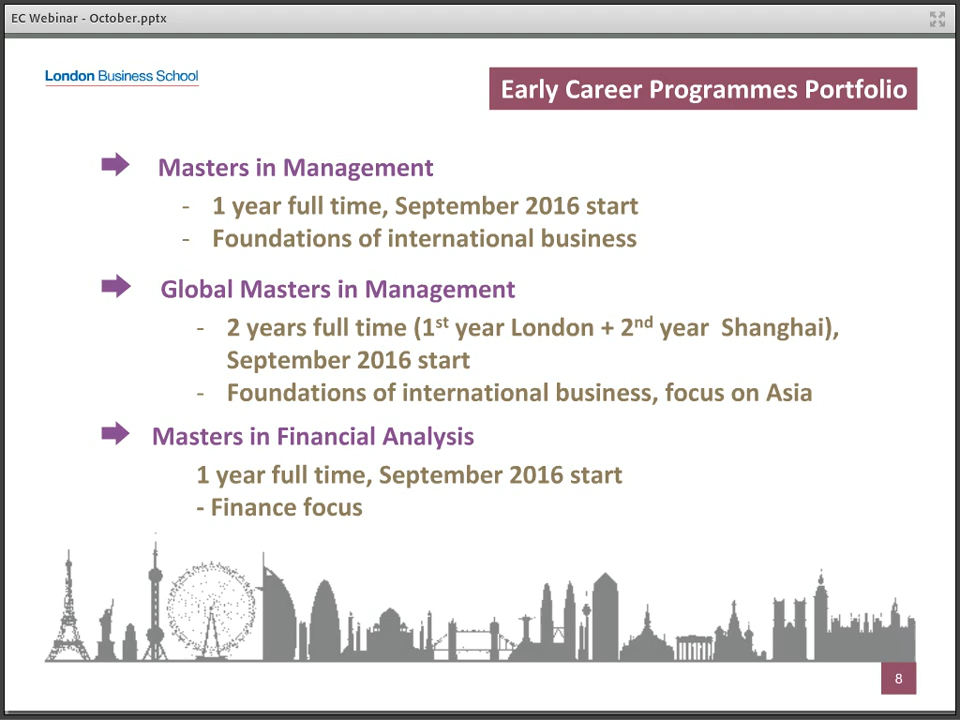 EC Webinar - October.pptx
London Business School
Early Career Programmes Portfolio
Masters in Management
- 1 year full time, September 2016 start
- Foundations of international business
Global Masters in Management
- 2 years full time (1st year London + 2nd year Shanghai),
September 2016 start
- Foundations of international business, focus on Asia
Masters in Financial Analysis
1 year full time, September 2016 start
- Finance focus
8